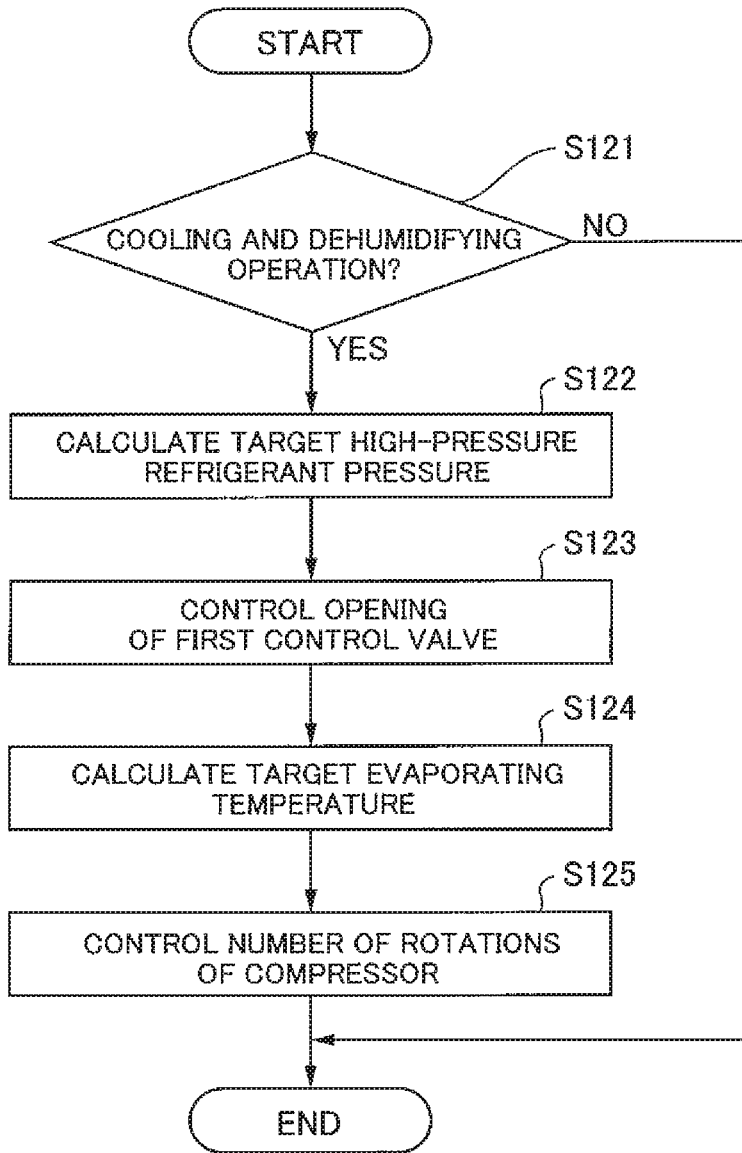 START
S121
COOLING AND DEHUMIDIFYING
OPERATION?
NO
YES
S122
CALCULATE TARGET HIGH-PRESSURE
REFRIGERANT PRESSURE
S123
CONTROL OPENING
OF FIRST CONTROL VALVE
S124
CALCULATE TARGET EVAPORATING
TEMPERATURE
S125
CONTROL NUMBER OF ROTATIONS
OF COMPRESSOR
END